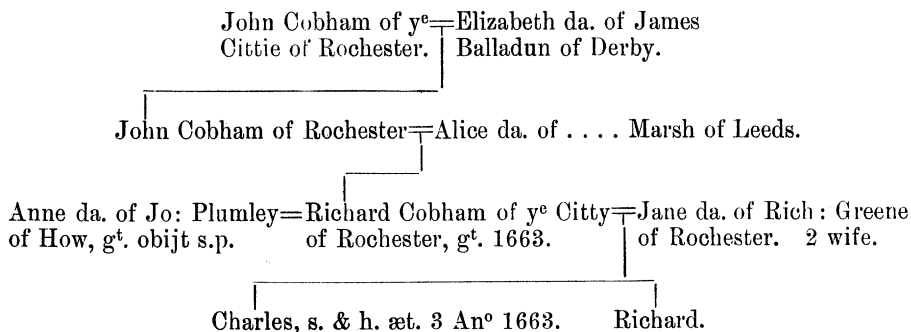 John Cobham of yᵉ=Elizabeth da. of James
Cittie of Rochester. Balladun of Derby.
John Cobham of Rochester=Alice da. of . . . . Marsh of Leeds.
Anne da. of Jo: Plumley=Richard Cobham of yᵉ Citty=Jane da. of Rich : Greene
of How, gᵗ. obijt s.p. of Rochester, gᵗ. 1663. of Rochester. 2 wife.
Charles, s. & h. æt. 3 Anᵒ 1663. Richard.